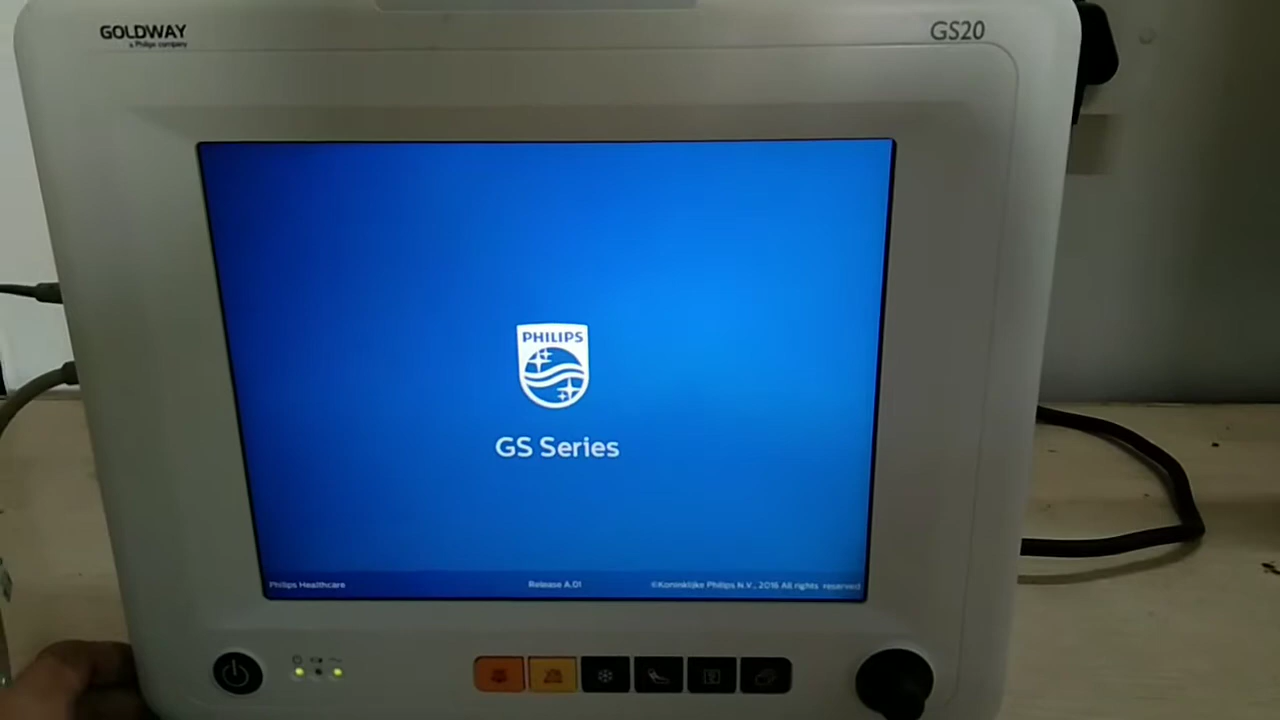 GOLDWAY
a Philips company
GS20
PHILIPS
GS Series
Philips Healthcare
Release A.01
©Koninklijke Philips N.V., 2016 All rights reserved